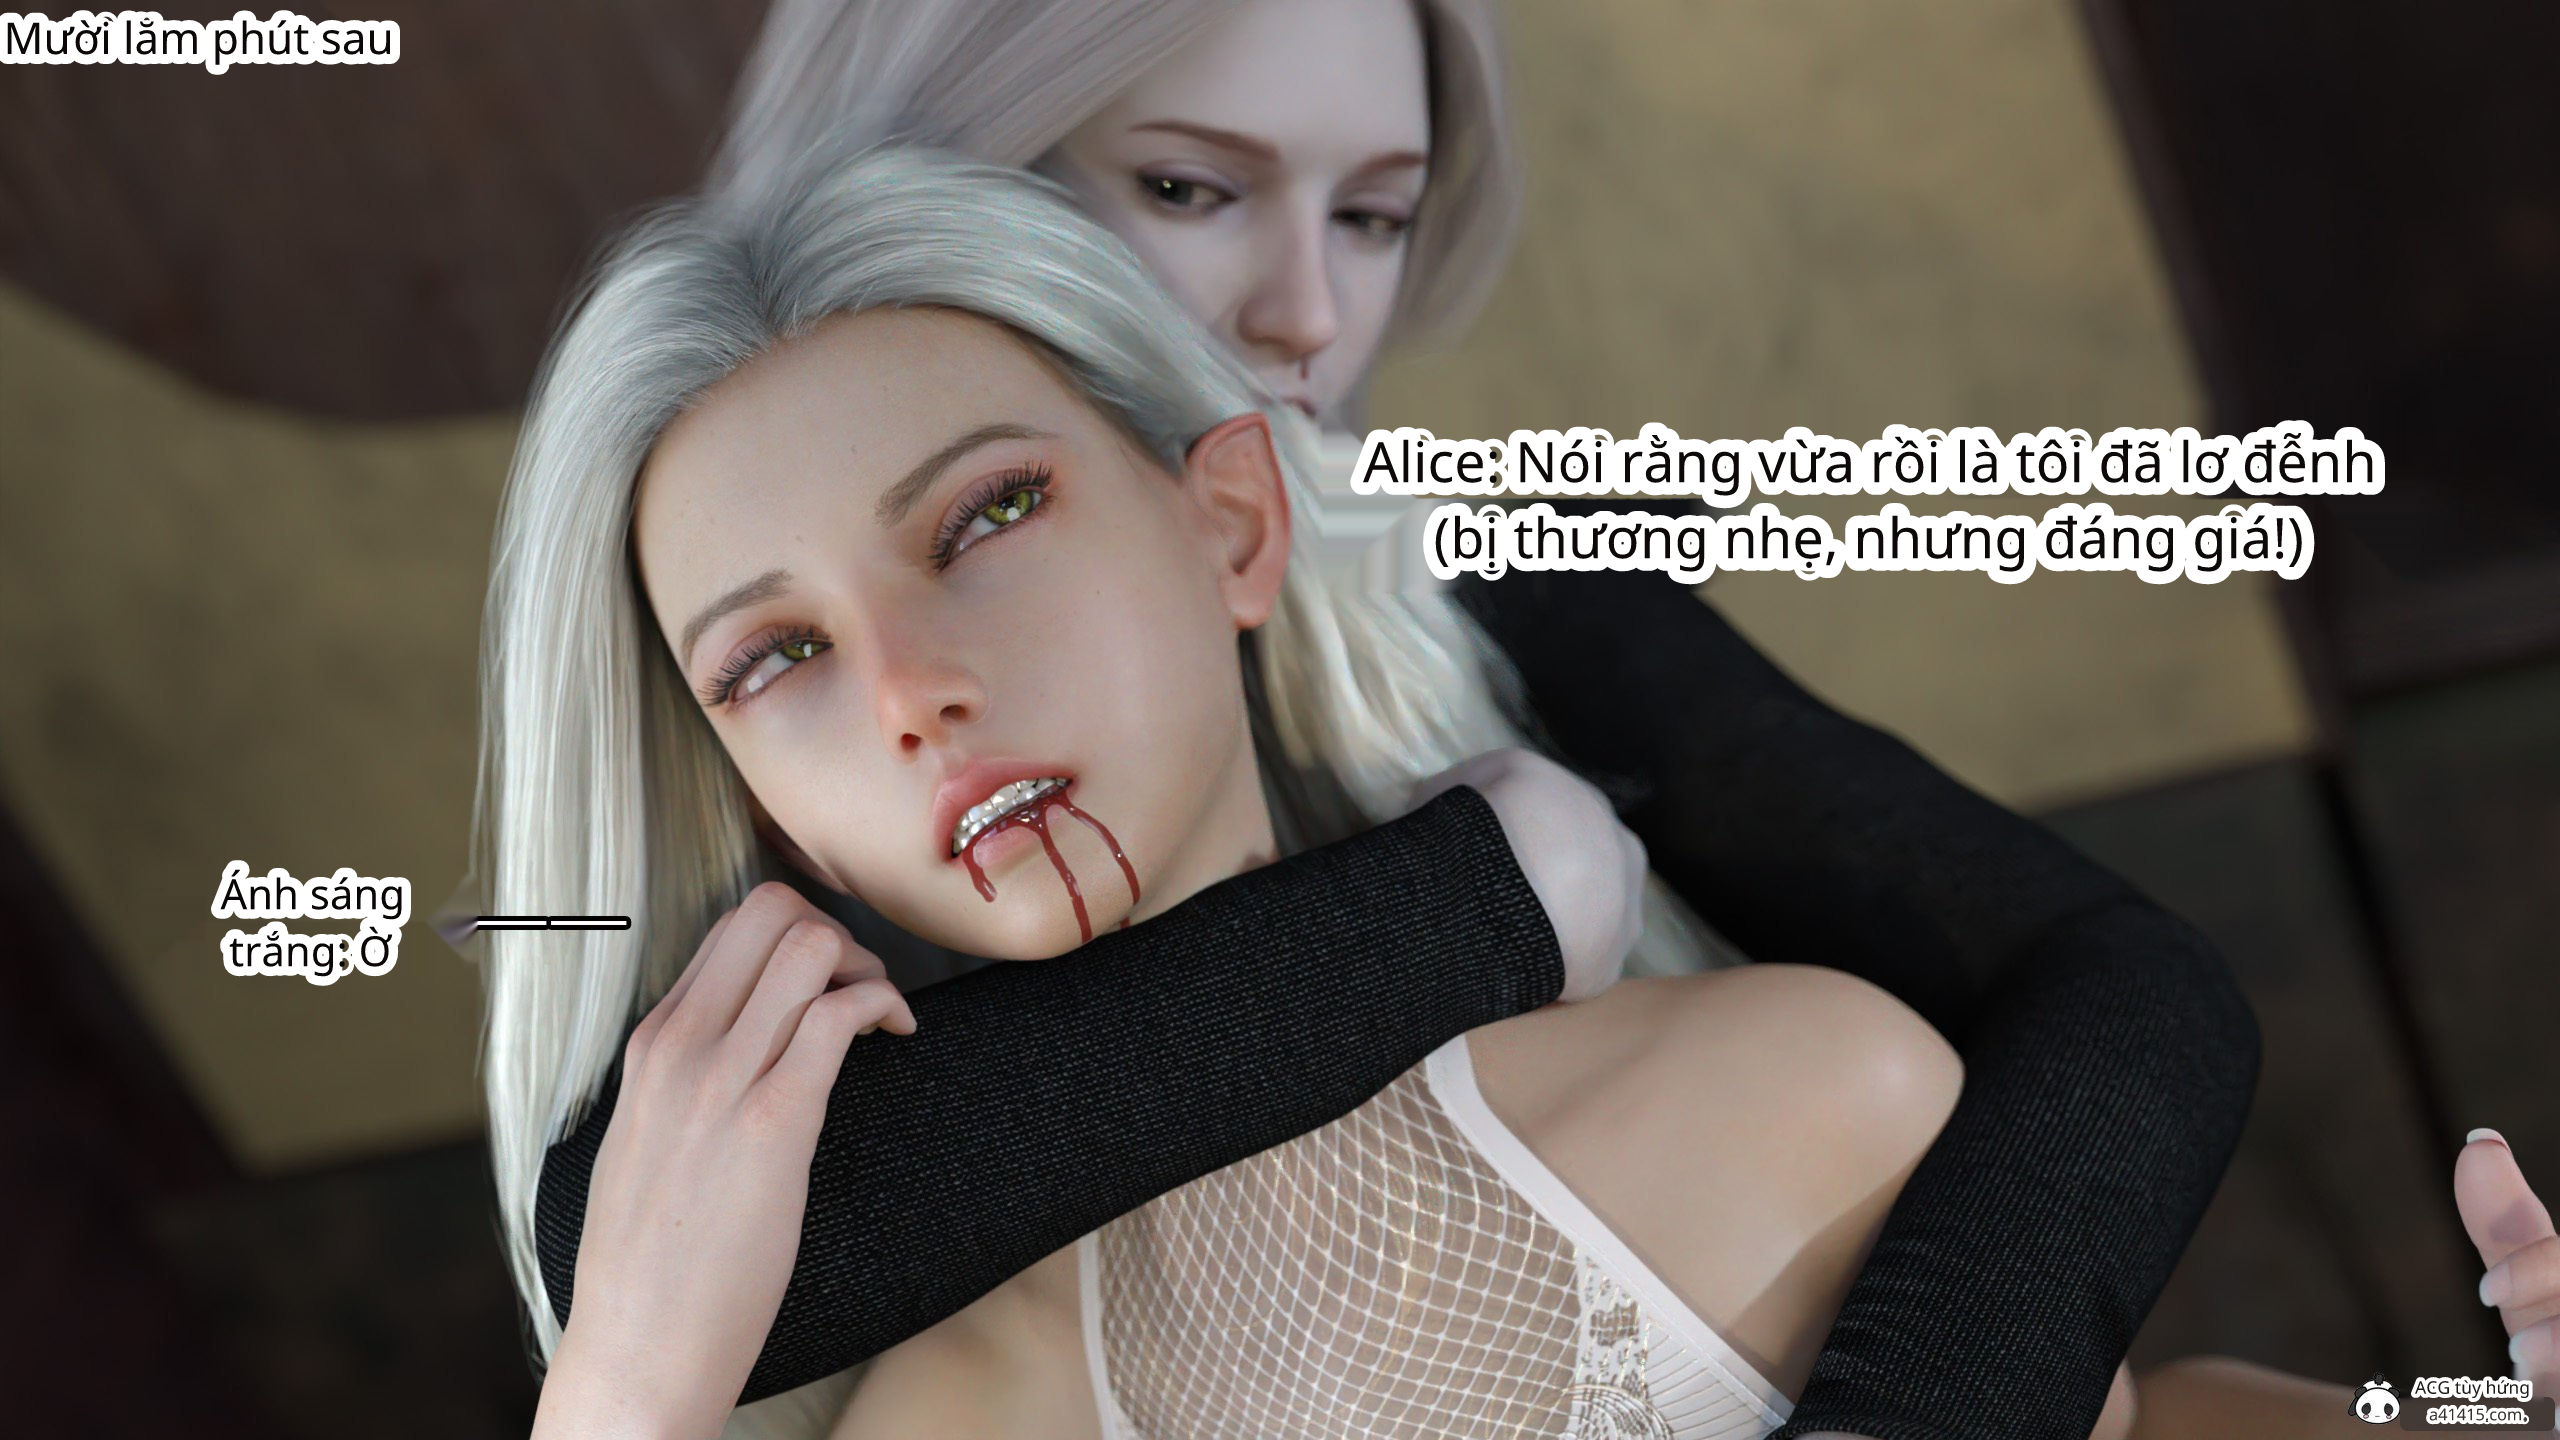 Mười lăm phút sau
Alice: Nói rằng vừa rồi là tôi đã lơ đễnh
(bị thương nhẹ, nhưng đáng giá!)
Ánh sáng
trắng: Ờ
ACG tùy hứng
a41415.com.